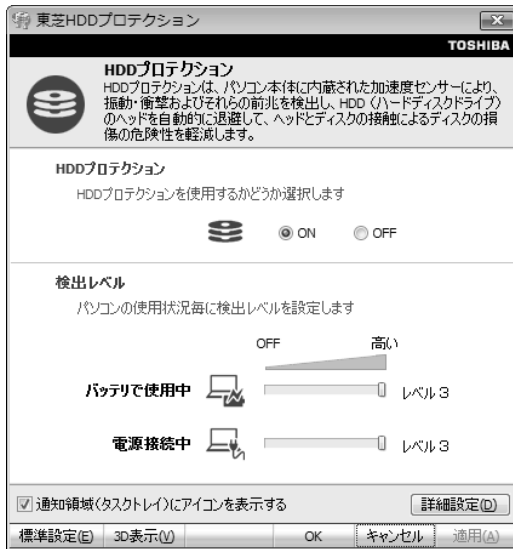 東芝HDDプロテクション
TOSHIBA
HDDプロテクション
HDDプロテクションは、パソコン本体に内蔵された加速度センサーにより、
振動・衝撃およびそれらの前兆を検出し、HDD（ハードディスクドライブ）
のヘッドを自動的に退避して、ヘッドとディスクの接触によるディスクの損
傷の危険性を軽減します。
HDDプロテクション
HDDプロテクションを使用するかどうか選択します
ON OFF
検出レベル
パソコンの使用状況毎に検出レベルを設定します
OFF 高い
バッテリで使用中 レベル 3
電源接続中 レベル 3
通知領域(タスクトレイ)にアイコンを表示する 詳細設定(D)
標準設定(E) 3D表示(V) OK キャンセル 適用(A)